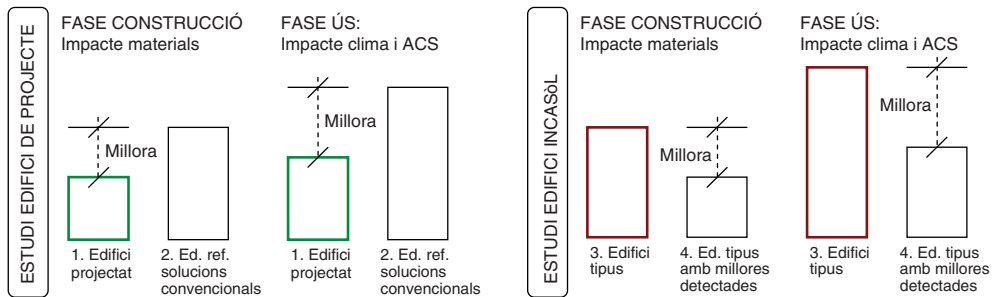 ESTUDI EDIFICI DE PROJECTE
FASE CONSTRUCCIÓ
Impacte materials
Millora
1. Edifici
projectat
2. Ed. ref.
solucions
convencionals
FASE ÚS:
Impacte clima i ACS
Millora
1. Edifici
projectat
2. Ed. ref.
solucions
convencionals
ESTUDI EDIFICI INCASòL
FASE CONSTRUCCIÓ
Impacte materials
Millora
3. Edifici
tipus
4. Ed. tipus
amb millores
detectades
FASE ÚS:
Impacte clima i ACS
Millora
3. Edifici
tipus
4. Ed. tipus
amb millores
detectades